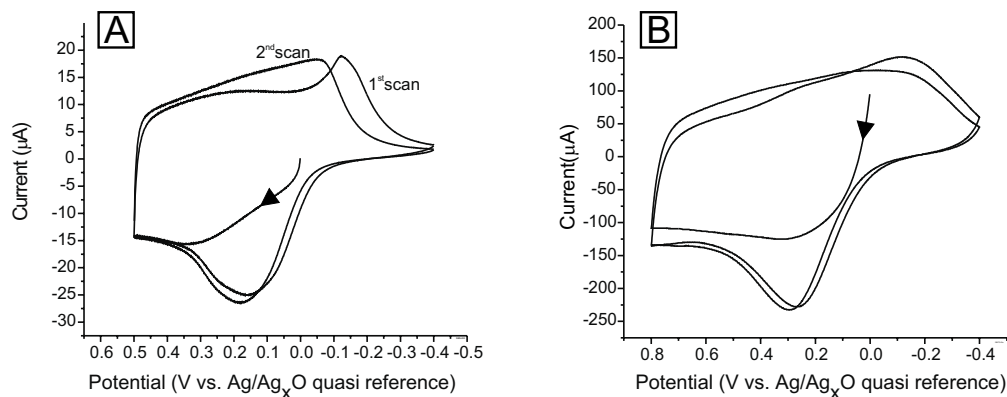 A
2nd scan
1st scan
20
15
10
5
0
-5
-10
-15
-20
-25
-30
Current (μA)
0.6 0.5 0.4 0.3 0.2 0.1 0.0 -0.1 -0.2 -0.3 -0.4 -0.5
Potential (V vs. Ag/AgxO quasi reference)
B
200
150
100
50
0
-50
-100
-150
-200
-250
Current(μA)
0.8 0.6 0.4 0.2 0.0 -0.2 -0.4
Potential (V vs. Ag/AgxO quasi reference)